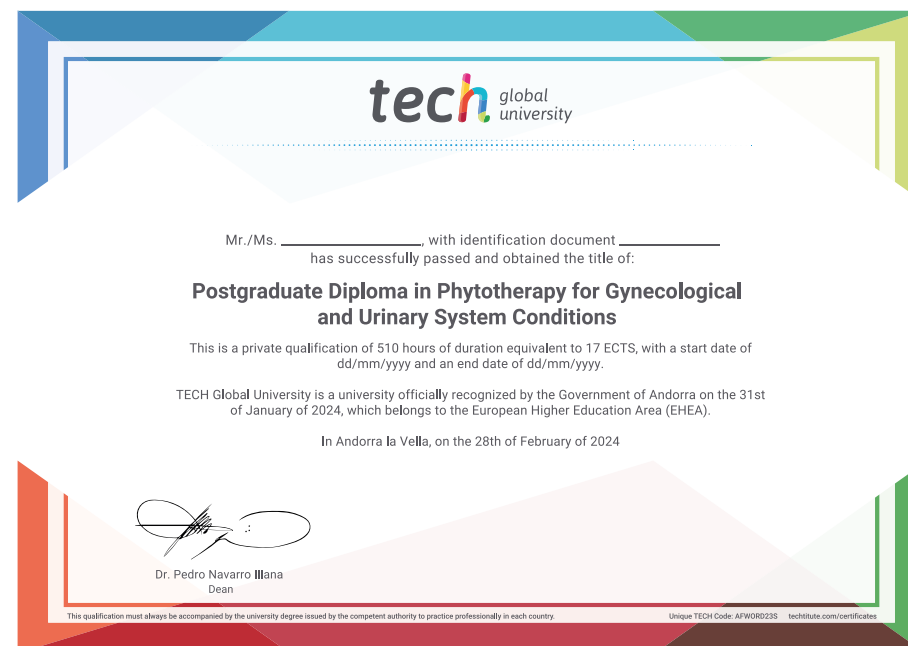 tech global university
Mr./Ms. ____________________, with identification document ______________
has successfully passed and obtained the title of:
Postgraduate Diploma in Phytotherapy for Gynecological
and Urinary System Conditions
This is a private qualification of 510 hours of duration equivalent to 17 ECTS, with a start date of
dd/mm/yyyy and an end date of dd/mm/yyyy.
TECH Global University is a university officially recognized by the Government of Andorra on the 31st
of January of 2024, which belongs to the European Higher Education Area (EHEA).
In Andorra la Vella, on the 28th of February of 2024
Dr. Pedro Navarro Illana
Dean
This qualification must always be accompanied by the university degree issued by the competent authority to practice professionally in each country. Unique TECH Code: AFWORD23S techtitute.com/certificates